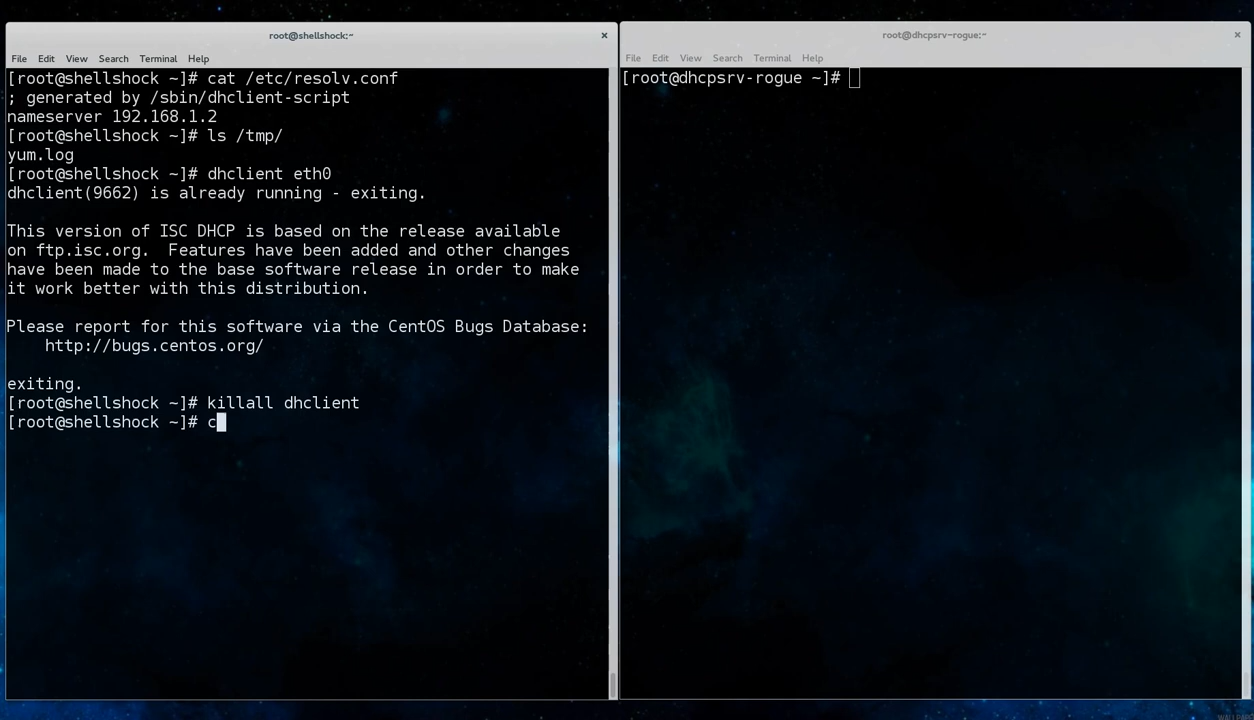 root@shellshock:~
File Edit View Search Terminal Help
[root@shellshock ~]# cat /etc/resolv.conf
; generated by /sbin/dhclient-script
nameserver 192.168.1.2
[root@shellshock ~]# ls /tmp/
yum.log
[root@shellshock ~]# dhclient eth0
dhclient(9662) is already running - exiting.
This version of ISC DHCP is based on the release available
on ftp.isc.org.  Features have been added and other changes
have been made to the base software release in order to make
it work better with this distribution.
Please report for this software via the CentOS Bugs Database:
http://bugs.centos.org/
exiting.
[root@shellshock ~]# killall dhclient
[root@shellshock ~]# c
root@dhcpsrv-rogue:~
File Edit View Search Terminal Help
[root@dhcpsrv-rogue ~]#